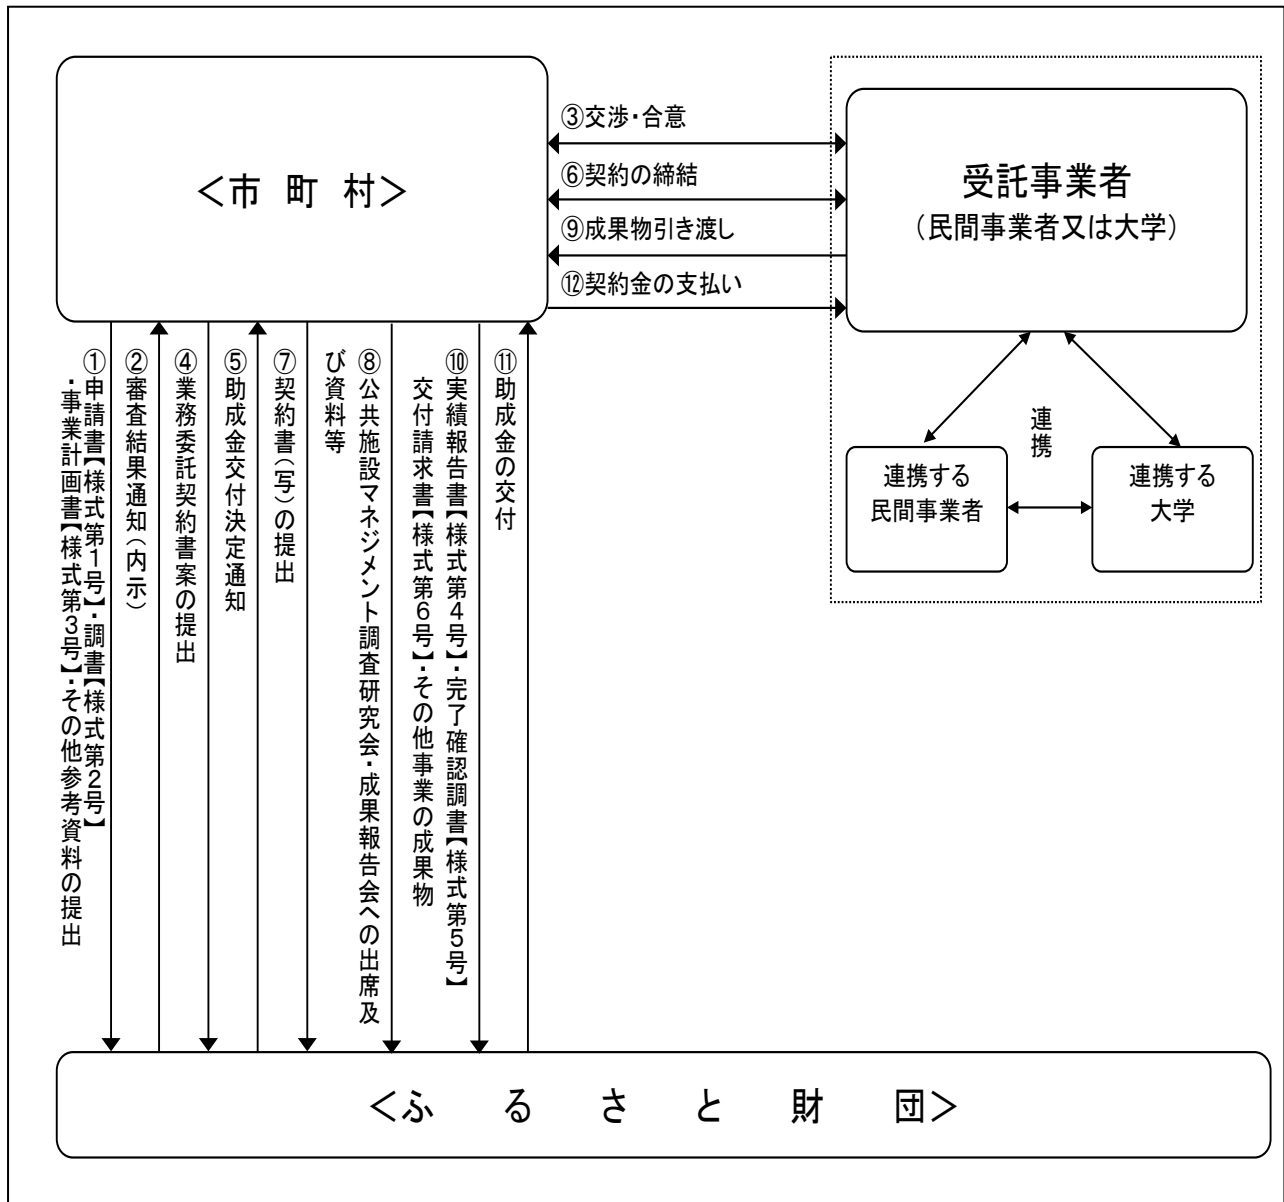 <市 町 村>
③交渉・合意
⑥契約の締結
⑨成果物引き渡し
⑫契約金の支払い
受託事業者
(民間事業者又は大学)
連携
連携する
民間事業者
連携する
大学
①申請書【様式第1号】・調書【様式第2号】
・事業計画書【様式第3号】・その他参考資料の提出
②審査結果通知(内示)
④業務委託契約書案の提出
⑤助成金交付決定通知
⑦契約書(写)の提出
⑧公共施設マネジメント調査研究会・成果報告会への出席及
び資料等
⑩実績報告書【様式第4号】・完了確認調書【様式第5号】
交付請求書【様式第6号】・その他事業の成果物
⑪助成金の交付
<ふ る さ と 財 団>